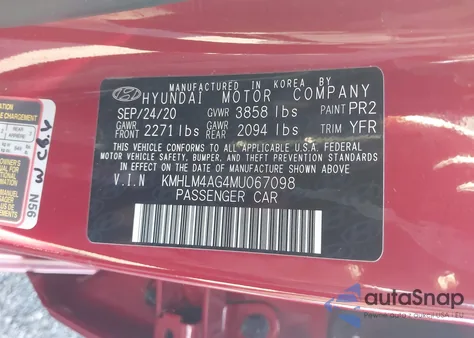 MANUFACTURED IN KOREA BY
HYUNDAI MOTOR COMPANY
SEP/24/20 GVWR 3858 lbs PAINT PR2
GAWR FRONT 2271 lbs GAWR REAR 2094 lbs TRIM YFR
THIS VEHICLE CONFORMS TO ALL APPLICABLE
U.S. FEDERAL MOTOR VEHICLE
SAFETY, BUMPER, AND THEFT
PREVENTION STANDARDS
IN EFFECT ON THE DATE OF
MANUFACTURE SHOWN ABOVE.
V.I.N KMHLM4AG4MU067098
PASSENGER CAR
CHARGEMENT
N56
autoSnap